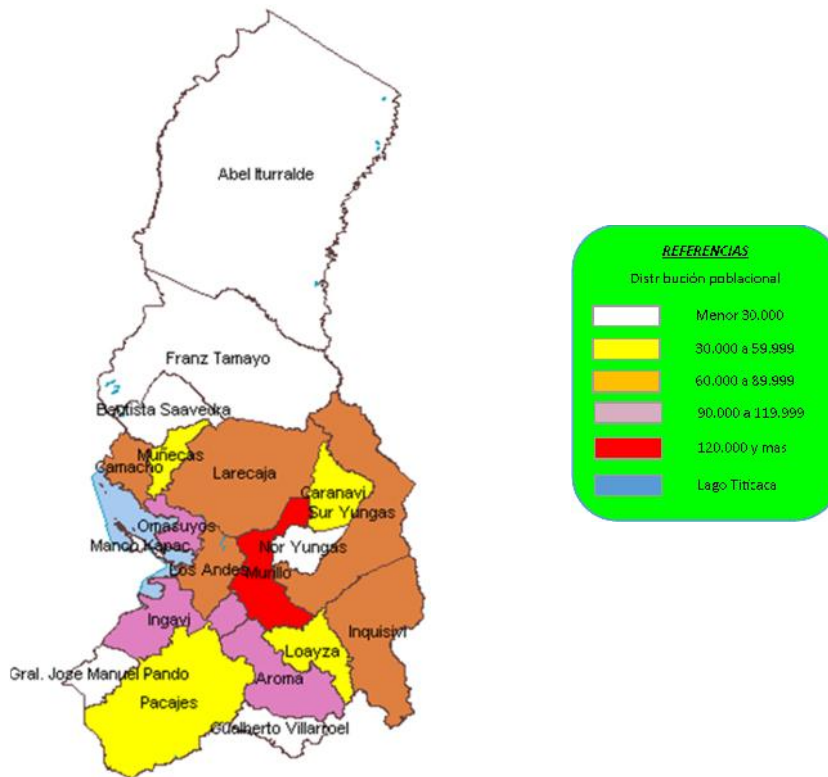 Abel Iturralde
Franz Tamayo
Bautista Saavedra
Muñecas
Camacho
Larecaja
Caranavi
Sur Yungas
Omasuyos
Nor Yungas
Manco Kapac
Los Andes
Murillo
Ingavi
Inquisivi
Loayza
Gral. Jose Manuel Pando
Aroma
Pacajes
Gualberto Villarroel
REFERENCIAS
Distribución poblacional
Menor 30.000
30.000 a 59.999
60.000 a 89.999
90.000 a 119.999
120.000 y mas
Lago Titicaca